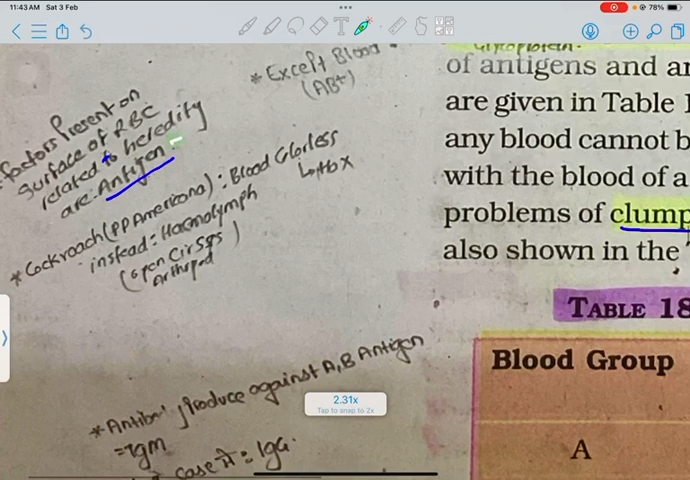 11:43 AM Sat 3 Feb
78%
T
* Except Blood
(AB+)
factors Present on
Surface of RBC
related to heredity
are: Antigen
* Cockroach (PP Americana): Blood Colorless
↳ Hb X
instead: Haemolymph
(open Cir Sys
Arthopod)
* Antibo Produce against A, B Antigen
= IgM
case : IgG.
2.31x
Tap to snap to 2x
Glycoprotein.
of antigens and an
are given in Table 1
any blood cannot b
with the blood of a
problems of clump
also shown in the
TABLE 18
Blood Group
A